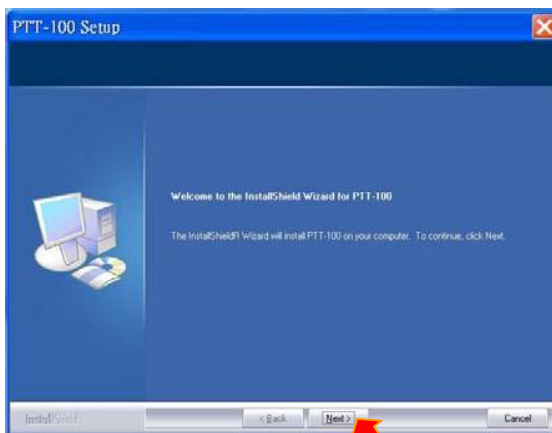 PTT-100 Setup
Welcome to the InstallShield Wizard for PTT-100
The InstallShieldR Wizard will install PTT-100 on your computer. To continue, click Next.
InstallShield
< Back
Next >
Cancel